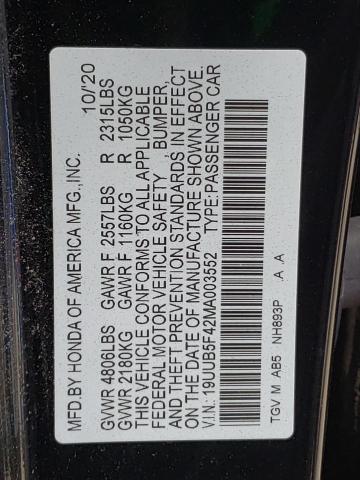 MFD.BY HONDA OF AMERICA MFG.,INC. 10/'20
GVWR 4806LBS GAWR F 2557LBS R 2315LBS
GVWR 2180KG GAWR F 1160KG R 1050KG
THIS VEHICLE CONFORMS TO ALL APPLICABLE
FEDERAL MOTOR VEHICLE SAFETY BUMPER,
AND THEFT PREVENTION STANDARDS IN EFFECT
ON THE DATE OF MANUFACTURE SHOWN ABOVE.
V.I.N.: 19UUB5F42MA003552 TYPE:PASSENGER CAR
TGV M AB5 NH893P .A .A